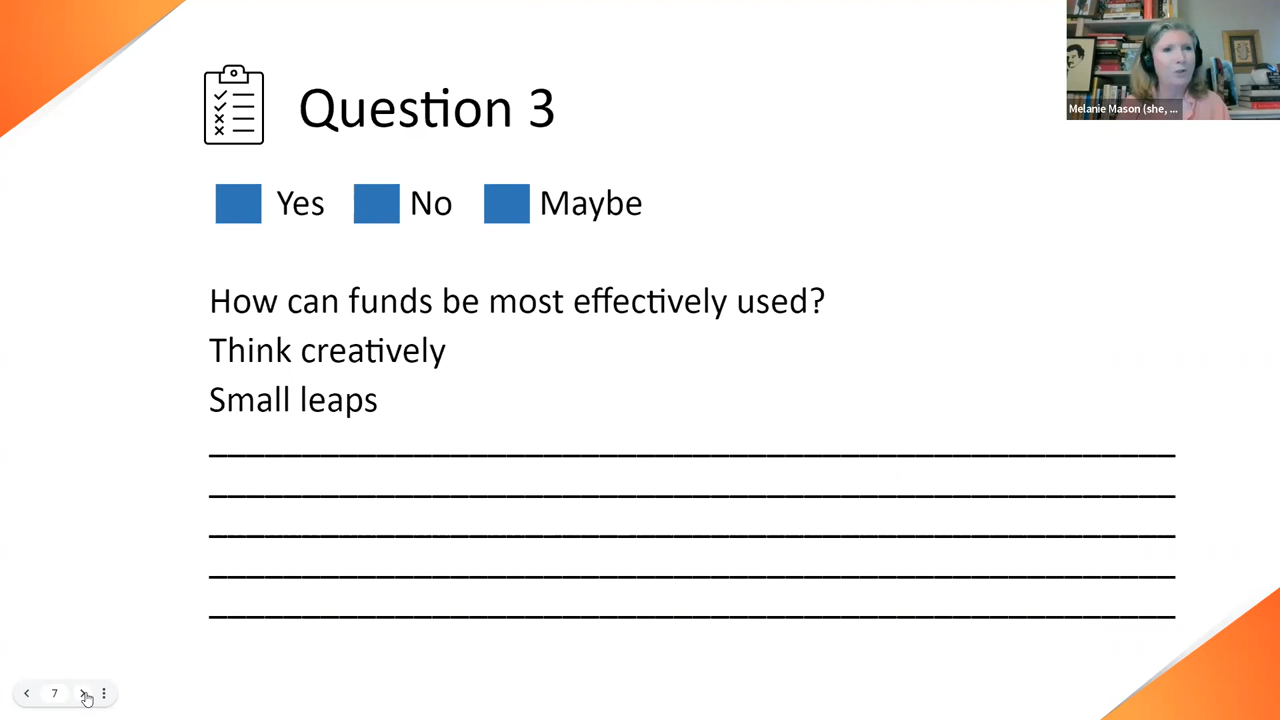 Question 3
Yes No Maybe
How can funds be most effectively used?
Think creatively
Small leaps
Melanie Mason (she, ...
7